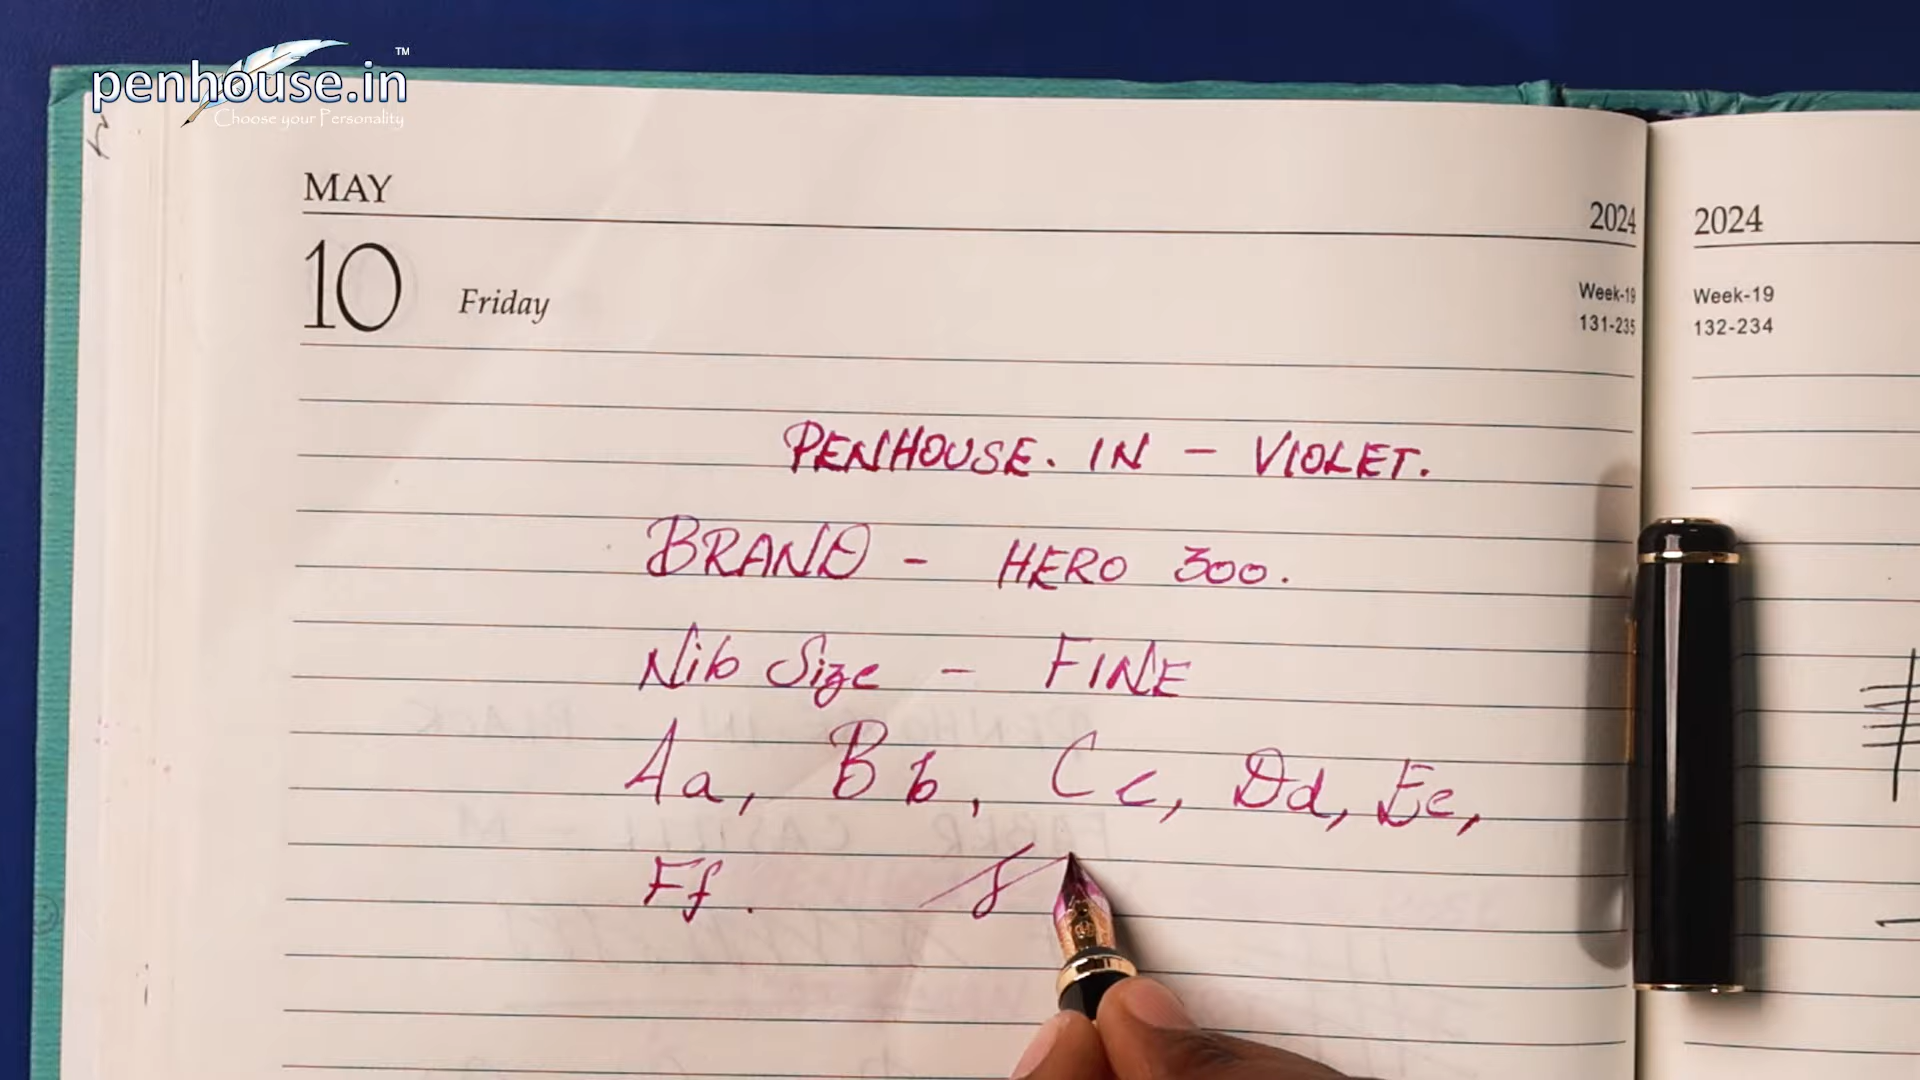 penhouse.in™
Choose your Personality
MAY
2024
10 Friday
Week-19
131-235
2024
Week-19
132-234
PENHOUSE. IN - VIOLET.
BRAND - HERO 300.
Nib Size - FINE
Aa, Bb, Cc, Dd, Ee,
Ff.